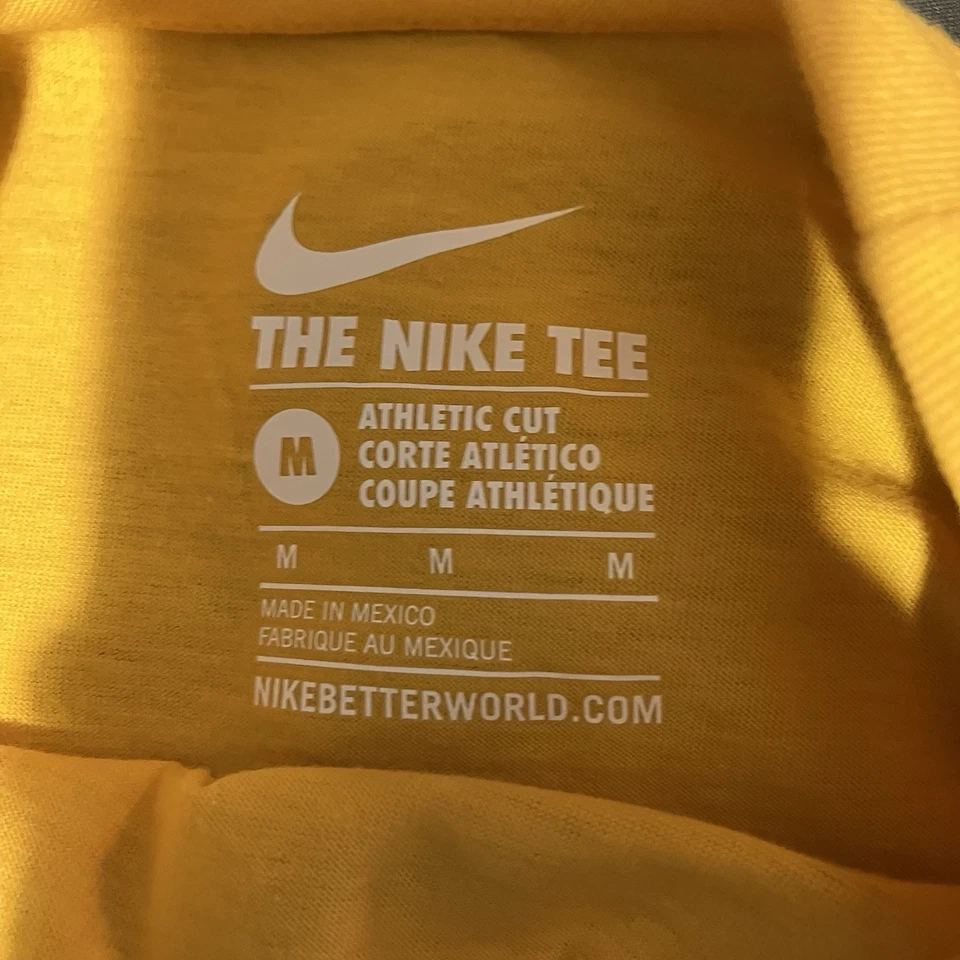 THE NIKE TEE
M
ATHLETIC CUT
CORTE ATLÉTICO
COUPE ATHLÉTIQUE
M M M
MADE IN MEXICO
FABRIQUE AU MEXIQUE
NIKEBETTERWORLD.COM